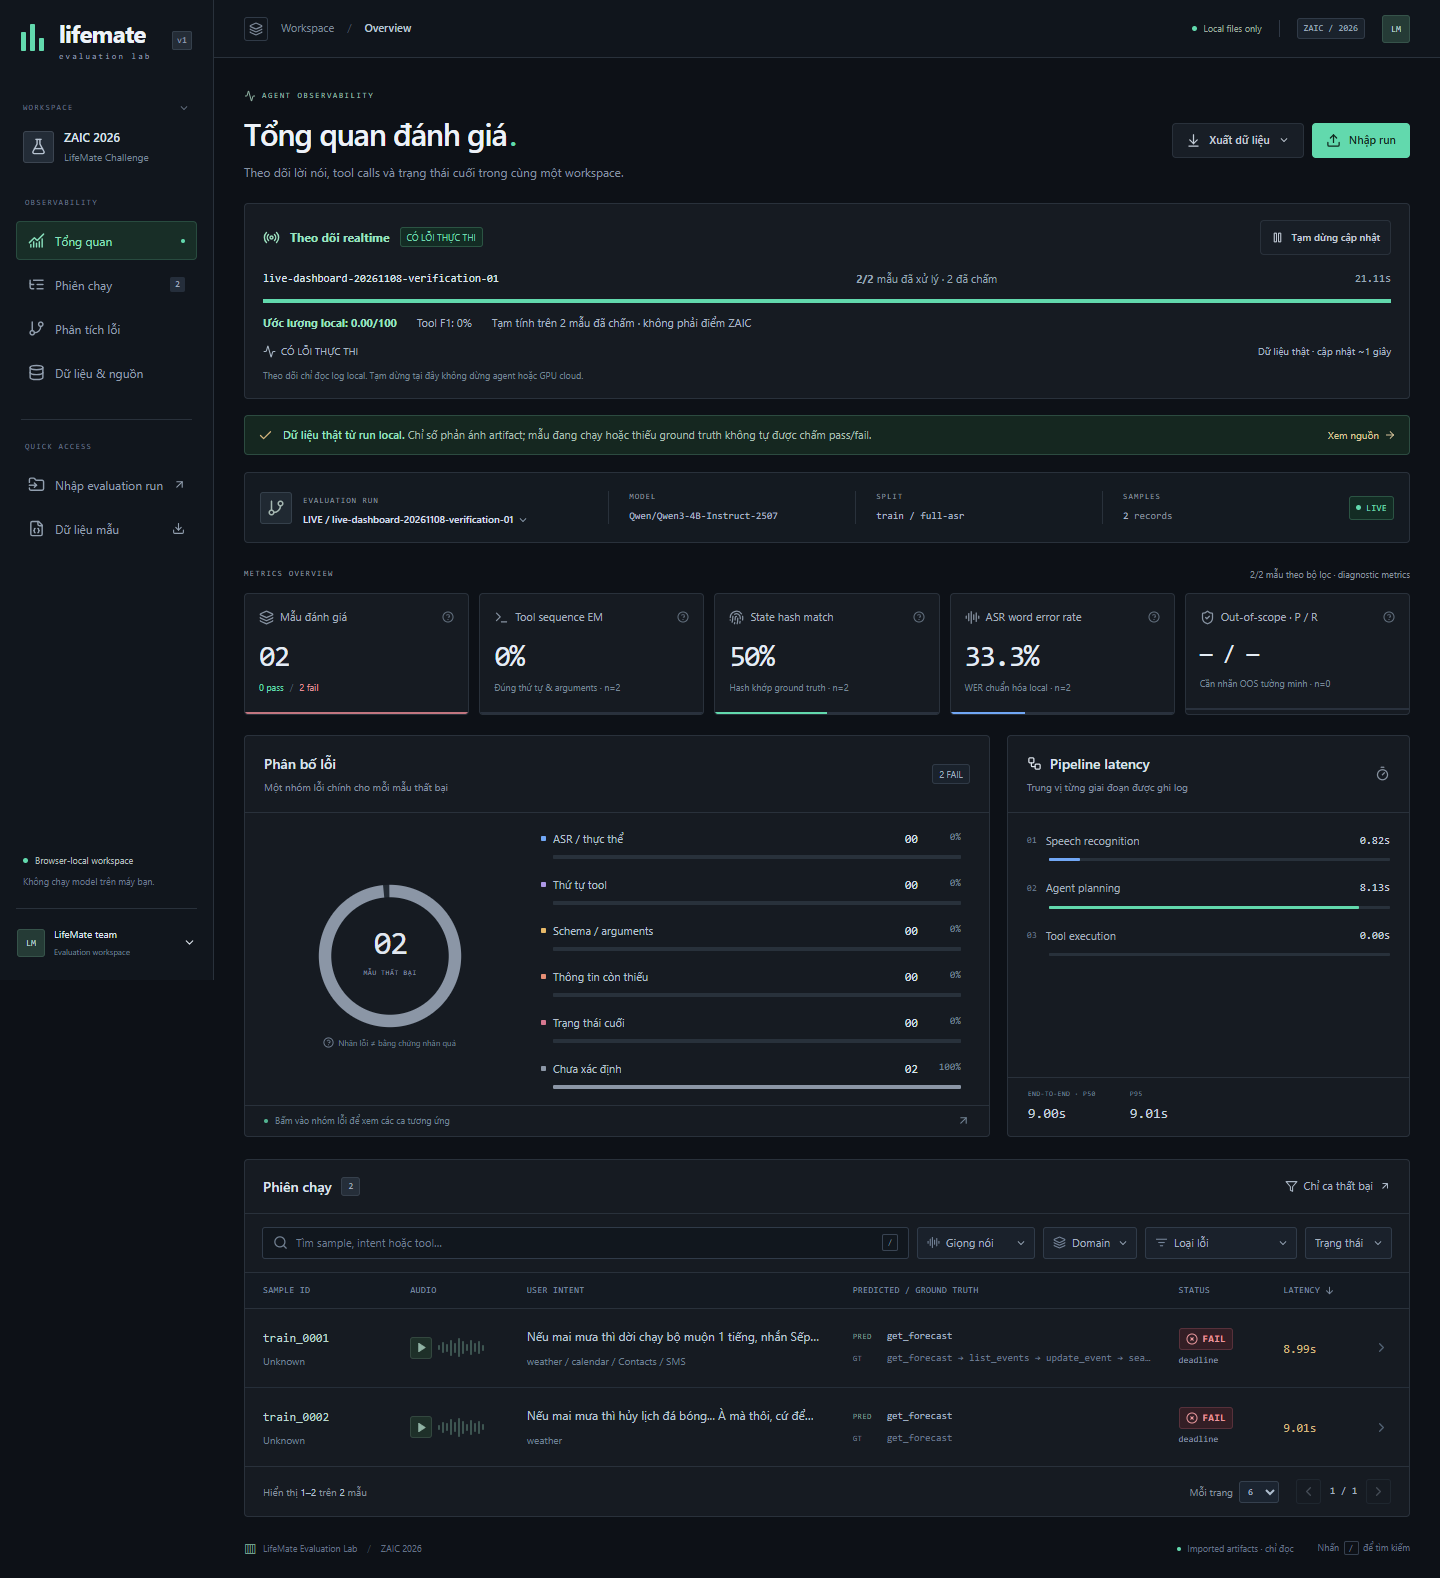 lifemate
evaluation lab
v1
WORKSPACE
ZAIC 2026
LifeMate Challenge
OBSERVABILITY
Tổng quan
Phiên chạy
2
Phân tích lỗi
Dữ liệu & nguồn
QUICK ACCESS
Nhập evaluation run
Dữ liệu mẫu
Browser-local workspace
Không chạy model trên máy bạn.
LM
LifeMate team
Evaluation workspace
Workspace / Overview
Local files only
ZAIC / 2026
LM
AGENT OBSERVABILITY
Tổng quan đánh giá.
Theo dõi lời nói, tool calls và trạng thái cuối trong cùng một workspace.
Xuất dữ liệu
Nhập run
Theo dõi realtime
CÓ LỖI THỰC THI
Tạm dừng cập nhật
live-dashboard-20261108-verification-01
2/2 mẫu đã xử lý · 2 đã chấm
21.11s
Ước lượng local: 0.00/100
Tool F1: 0%
Tạm tính trên 2 mẫu đã chấm · không phải điểm ZAIC
CÓ LỖI THỰC THI
Dữ liệu thật · cập nhật ~1 giây
Theo dõi chỉ đọc log local. Tạm dừng tại đây không dừng agent hoặc GPU cloud.
Dữ liệu thật từ run local. Chỉ số phản ánh artifact; mẫu đang chạy hoặc thiếu ground truth không tự được chấm pass/fail.
Xem nguồn
EVALUATION RUN
LIVE / live-dashboard-20261108-verification-01
MODEL
Qwen/Qwen3-4B-Instruct-2507
SPLIT
train / full-asr
SAMPLES
2 records
LIVE
METRICS OVERVIEW
2/2 mẫu theo bộ lọc · diagnostic metrics
Mẫu đánh giá
02
0 pass / 2 fail
Tool sequence EM
0%
Đúng thứ tự & arguments · n=2
State hash match
50%
Hash khớp ground truth · n=2
ASR word error rate
33.3%
WER chuẩn hóa local · n=2
Out-of-scope · P / R
— / —
Cần nhãn OOS tường minh · n=0
Phân bố lỗi
Một nhóm lỗi chính cho mỗi mẫu thất bại
2 FAIL
02
MẪU THẤT BẠI
Nhãn lỗi ≠ bằng chứng nhân quả
ASR / thực thể 00 0%
Thứ tự tool 00 0%
Schema / arguments 00 0%
Thông tin còn thiếu 00 0%
Trạng thái cuối 00 0%
Chưa xác định 02 100%
Bấm vào nhóm lỗi để xem các ca tương ứng
Pipeline latency
Trung vị từng giai đoạn được ghi log
01 Speech recognition 0.82s
02 Agent planning 8.13s
03 Tool execution 0.00s
END-TO-END · P50
9.00s
P95
9.01s
Phiên chạy
2
Chỉ ca thất bại
Tìm sample, intent hoặc tool...
/
Giọng nói
Domain
Loại lỗi
Trạng thái
SAMPLE ID AUDIO USER INTENT PREDICTED / GROUND TRUTH STATUS LATENCY
train_0001
Unknown
Nếu mai mưa thì dời chạy bộ muộn 1 tiếng, nhắn Sếp...
weather / calendar / Contacts / SMS
PRED get_forecast
GT get_forecast → list_events → update_event → sea...
FAIL
deadline
8.99s
train_0002
Unknown
Nếu mai mưa thì hủy lịch đá bóng... À mà thôi, cứ để...
weather
PRED get_forecast
GT get_forecast
FAIL
deadline
9.01s
Hiển thị 1–2 trên 2 mẫu
Mỗi trang
6
1 / 1
LifeMate Evaluation Lab / ZAIC 2026
Imported artifacts · chỉ đọc
Nhấn / để tìm kiếm